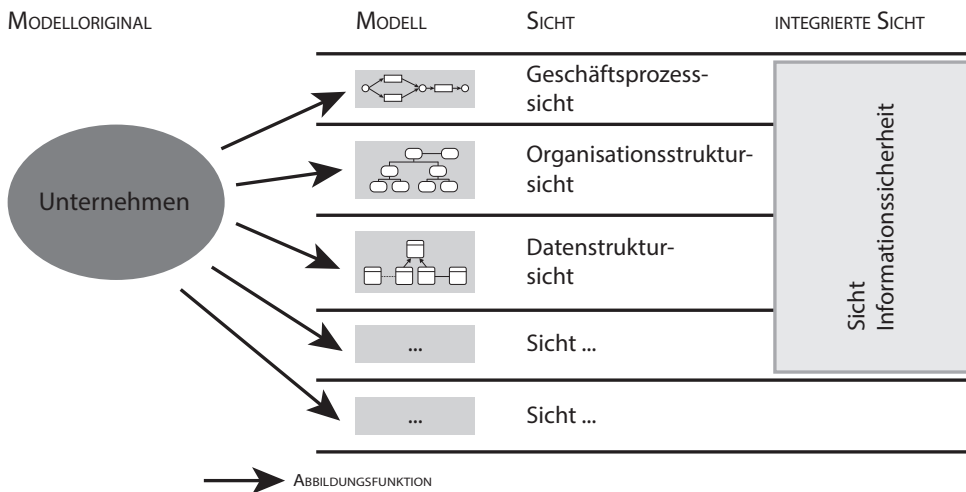 MODELLORIGINAL
MODELL
SICHT
INTEGRIERTE SICHT
Unternehmen
Geschäftsprozess-
sicht
Organisationsstruktur-
sicht
Datenstruktur-
sicht
...
Sicht ...
...
Sicht ...
Sicht
Informationssicherheit
ABBILDUNGSFUNKTION